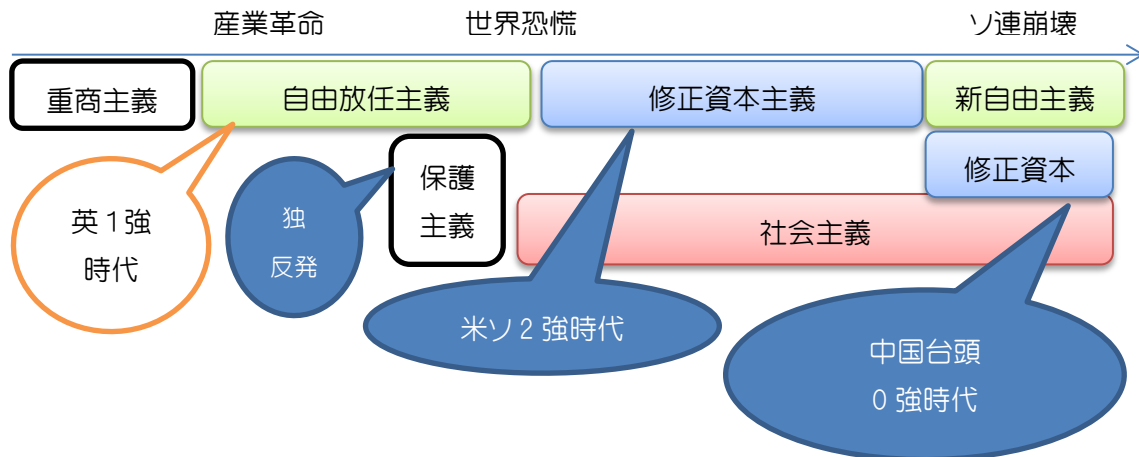 産業革命
世界恐慌
ソ連崩壊
重商主義
自由放任主義
修正資本主義
新自由主義
修正資本
保護
主義
社会主義
英1強
時代
独
反発
米ソ2強時代
中国台頭
0強時代